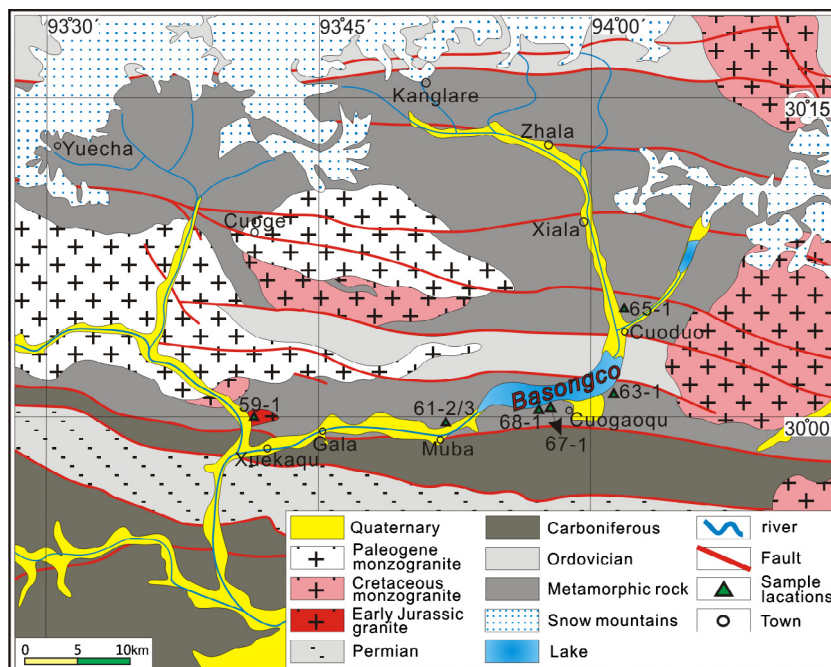 93°30′ 93°45′ 94°00′
Kanglare
30°15′
Zhala
Yuecha
Cuoge
Xiala
65-1
Cuoduo
Basongco
59-1
61-2/3
63-1
68-1
Cuogaoqu
30°00′
Gala
Xuekaqu
Muba
67-1
Quaternary
Paleogene
monzogranite
Cretaceous
monzogranite
Early Jurassic
granite
Permian
Carboniferous
Ordovician
Metamorphic rock
Snow mountains
Lake
river
Fault
Sample
lacations
Town
0 5 10km